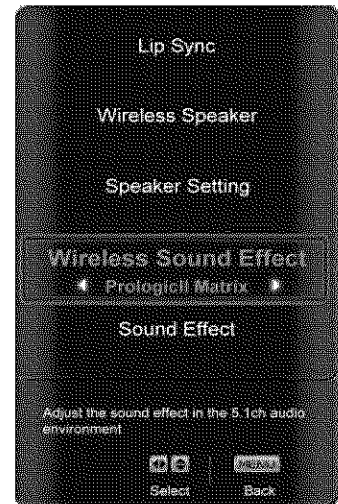 Lip Sync
Wireless Speaker
Speaker Setting
Wireless Sound Effect
PrologicII Matrix
Sound Effect
Adjust the sound effect in the 5.1ch audio
environment
MENU
Select
Back